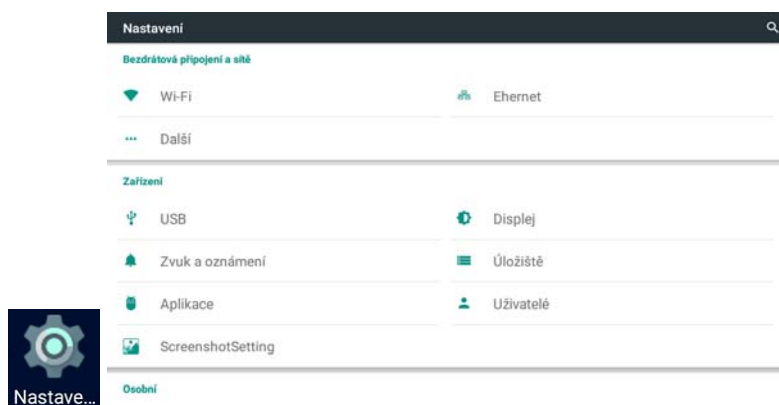 Nastavení
Bezdrátová připojení a sítě
Wi-Fi
Ehernet
Další
Zařízení
USB
Displej
Zvuk a oznámení
Úložiště
Aplikace
Uživatelé
ScreenshotSetting
Osobní
Nastave...